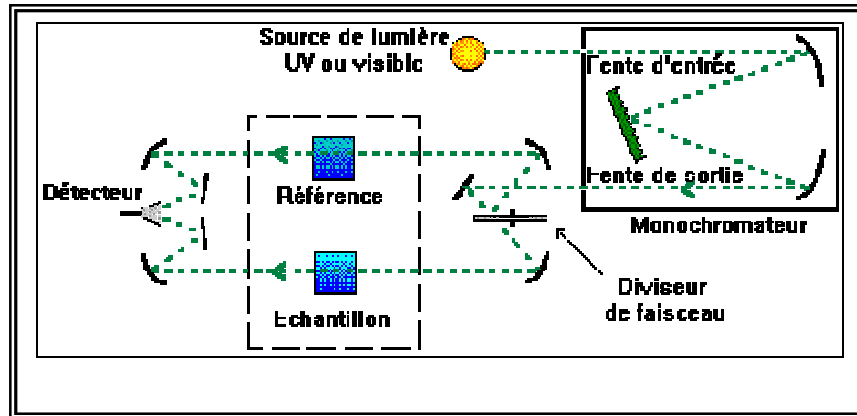 Source de lumière
UV ou visible
Fente d'entrée
Fente de sortie
Monochromateur
Détecteur
Référence
Echantillon
Diviseur
de faisceau